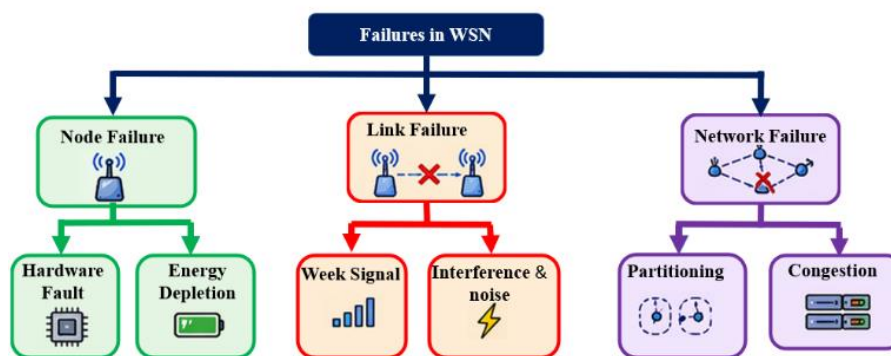 Failures in WSN
Node Failure
Link Failure
Network Failure
Hardware
Fault
Energy
Depletion
Week Signal
Interference &
noise
Partitioning
Congestion